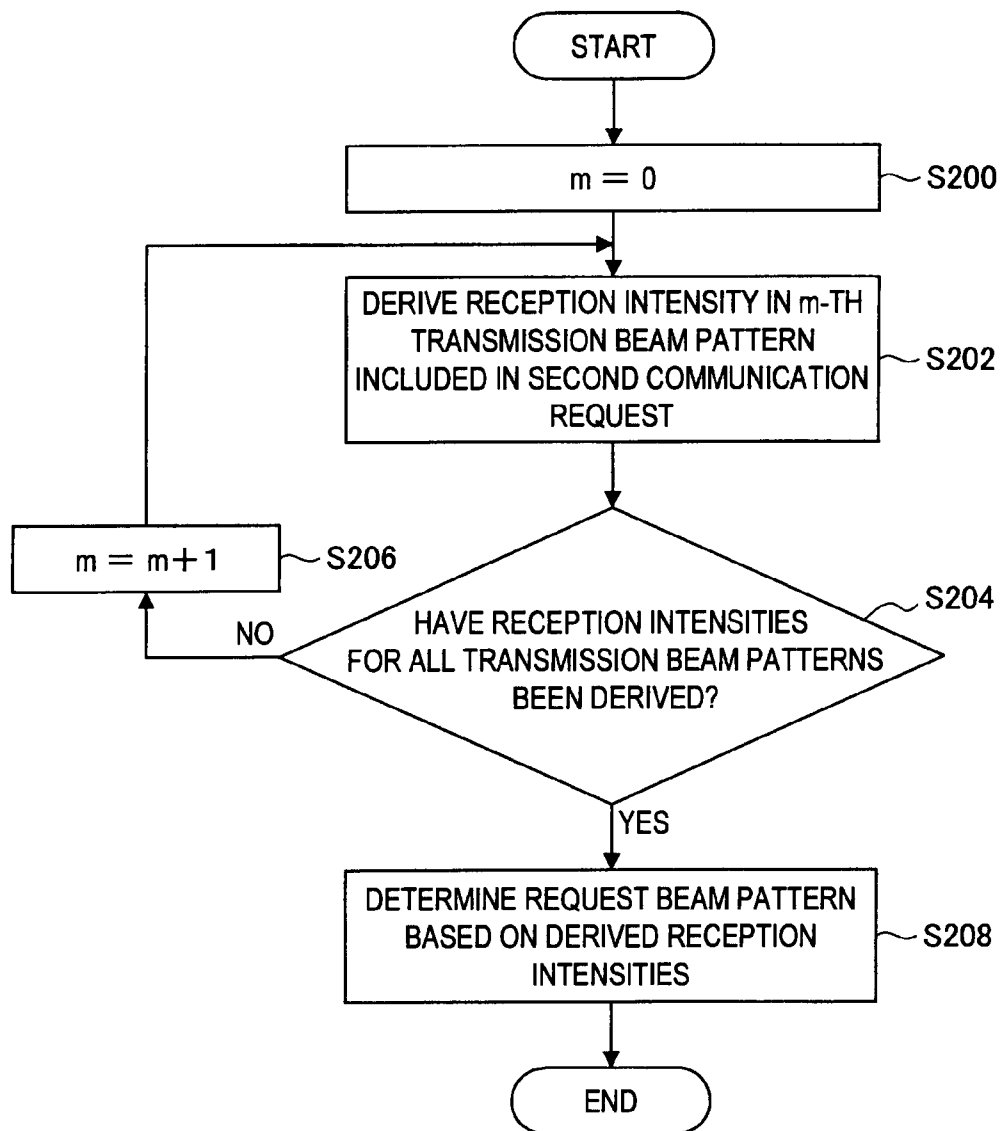 START
m = 0
S200
DERIVE RECEPTION INTENSITY IN m-TH
TRANSMISSION BEAM PATTERN
INCLUDED IN SECOND COMMUNICATION
REQUEST
S202
m = m+1
S206
S204
NO
HAVE RECEPTION INTENSITIES
FOR ALL TRANSMISSION BEAM PATTERNS
BEEN DERIVED?
YES
DETERMINE REQUEST BEAM PATTERN
BASED ON DERIVED RECEPTION
INTENSITIES
S208
END